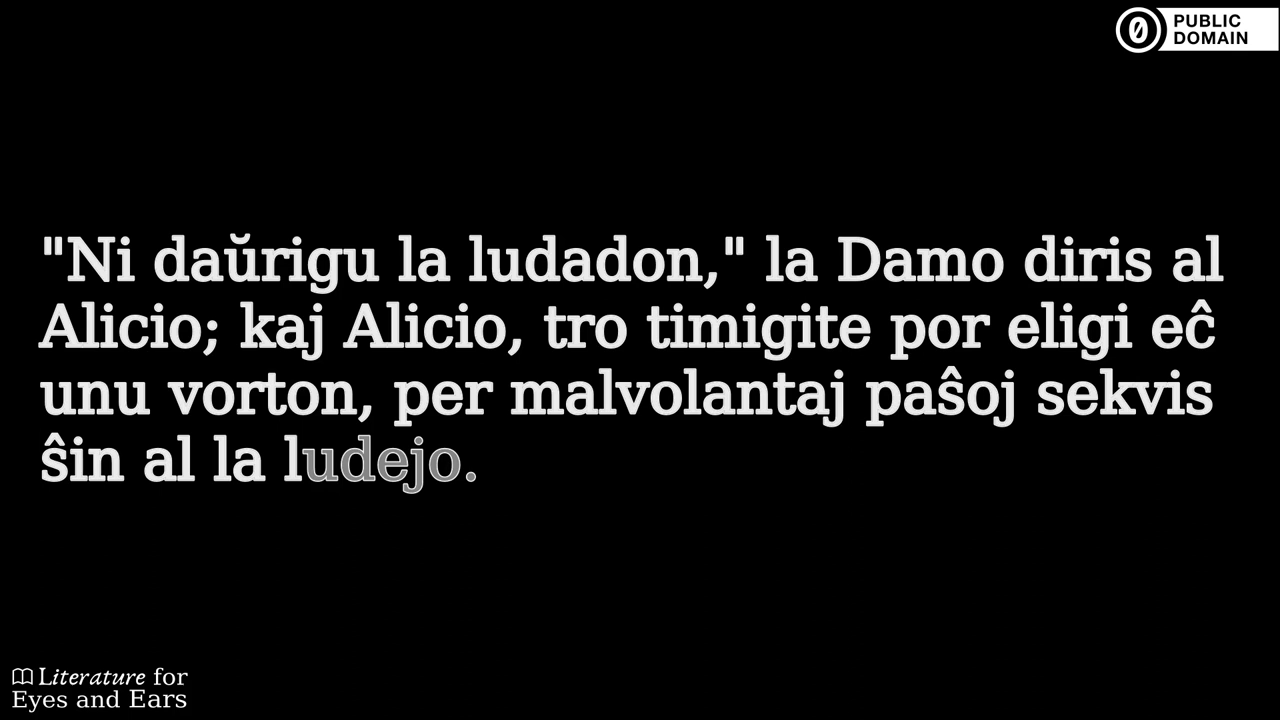 PUBLIC
DOMAIN
"Ni daŭrigu la ludadon," la Damo diris al
Alicio; kaj Alicio, tro timigite por eligi eĉ
unu vorton, per malvolantaj paŝoj sekvis
ŝin al la ludejo.
Literature for
Eyes and Ears